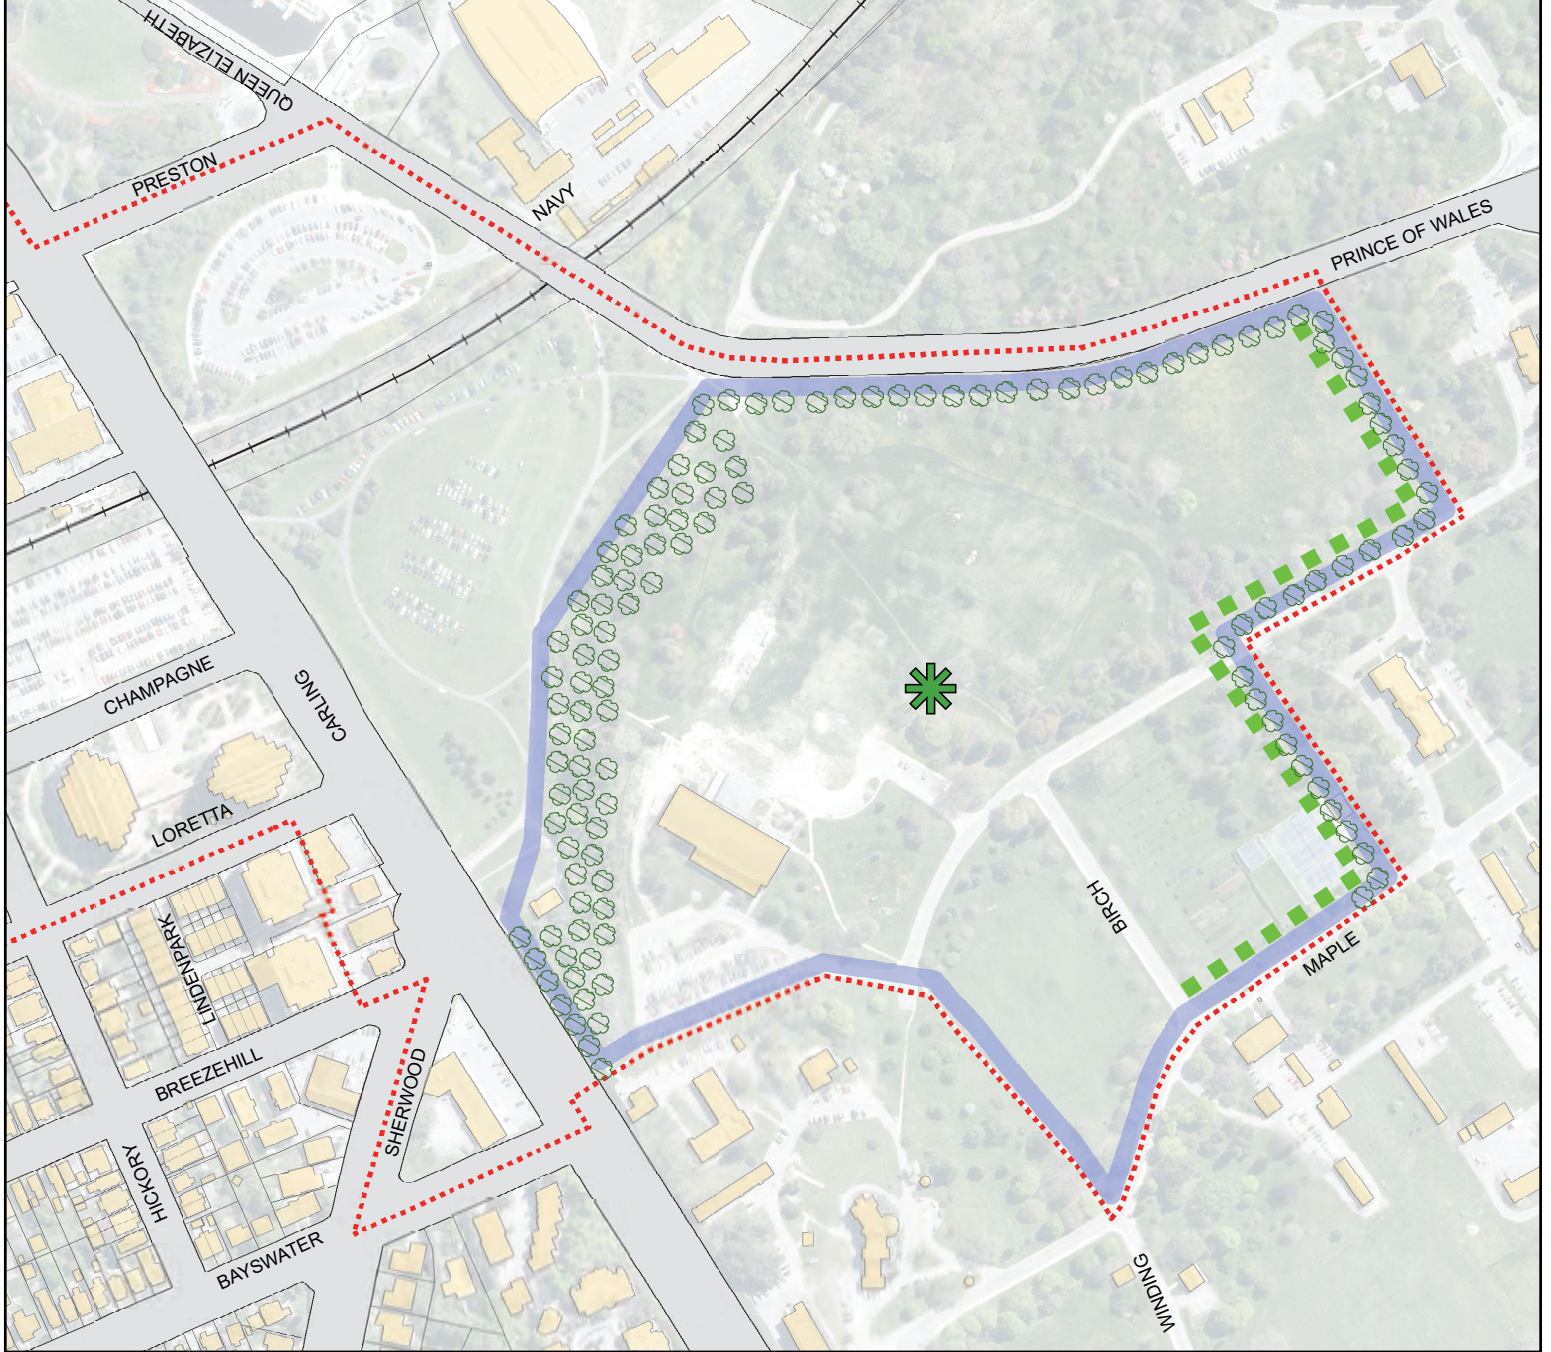 QUEEN ELIZABETH
PRESTON
NAVY
PRINCE OF WALES
CHAMPAGNE
CARLING
LORETTA
LINDENPARK
BIRCH
MAPLE
BREEZEHILL
SHERWOOD
HICKORY
BAYSWATER
WINDING